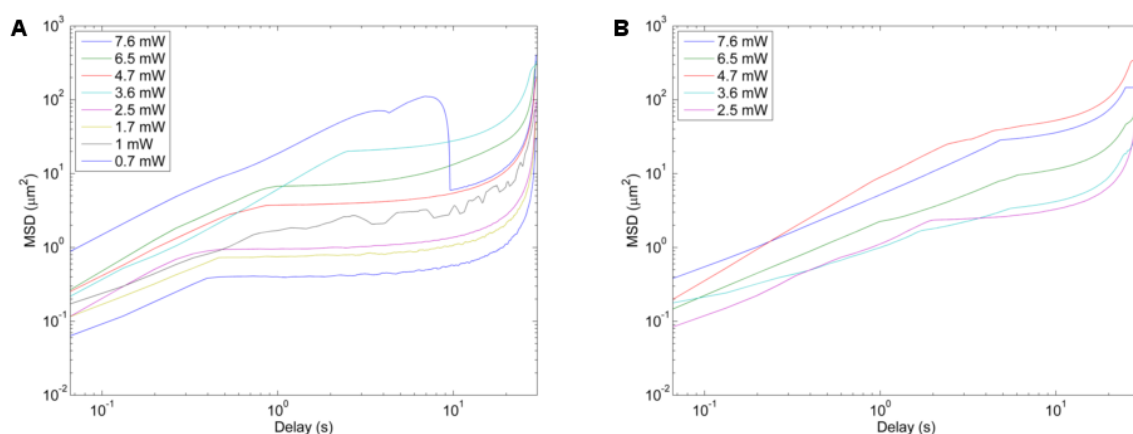 A
MSD (μm²)
10³
10²
10¹
10⁰
10⁻¹
10⁻²
7.6 mW
6.5 mW
4.7 mW
3.6 mW
2.5 mW
1.7 mW
1 mW
0.7 mW
10⁻¹
10⁰
10¹
Delay (s)
B
MSD (μm²)
10³
10²
10¹
10⁰
10⁻¹
10⁻²
7.6 mW
6.5 mW
4.7 mW
3.6 mW
2.5 mW
10⁻¹
10⁰
10¹
Delay (s)